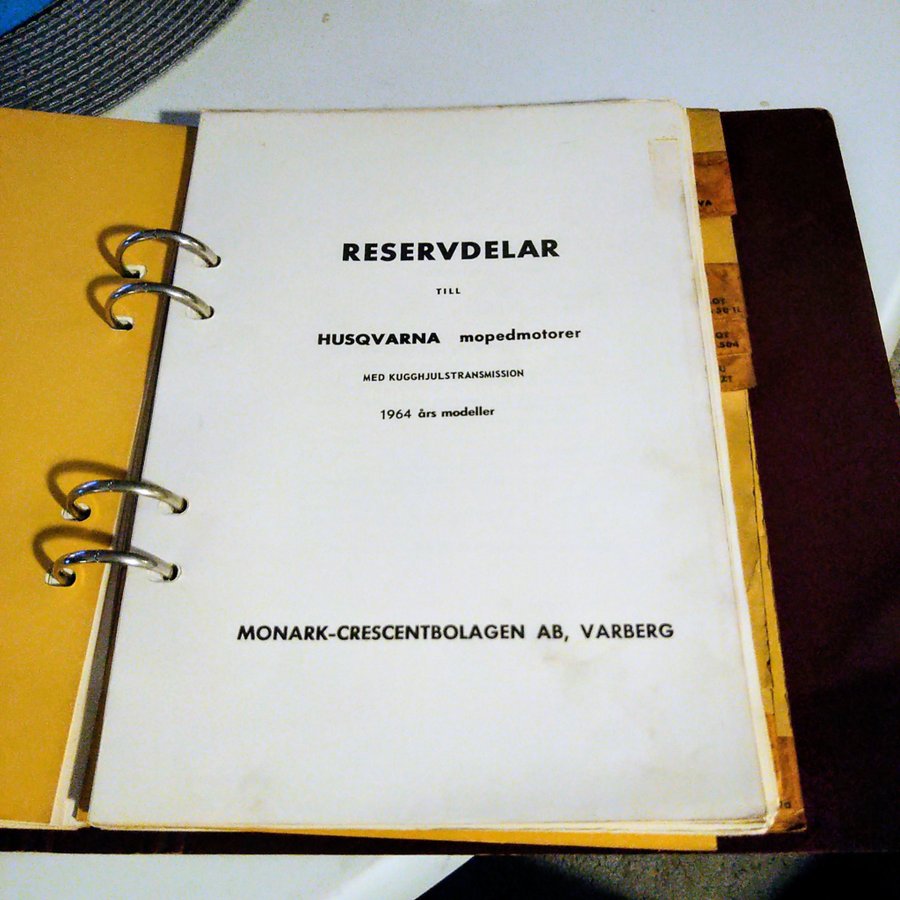 RESERVDELAR
TILL
HUSQVARNA mopedmotorer
MED KUGGHJULSTRANSMISSION
1964 års modeller
MONARK-CRESCENTBOLAGEN AB, VARBERG